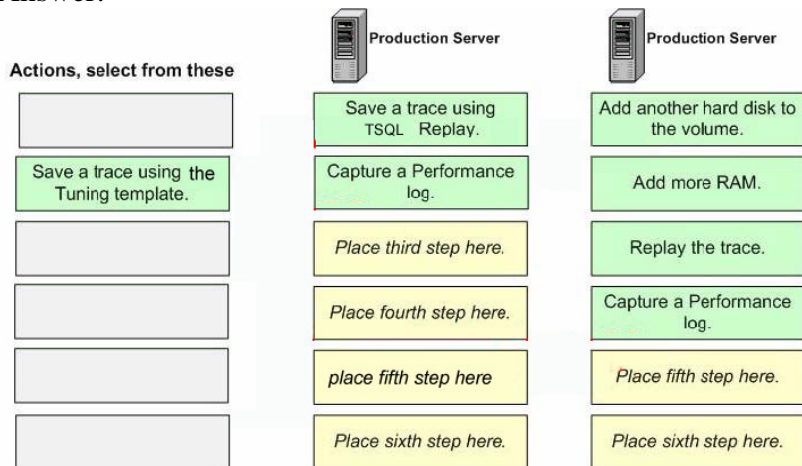 Answer:
Production Server
Production Server
Actions, select from these
Save a trace using
TSQL Replay.
Add another hard disk to
the volume.
Save a trace using the
Tuning template.
Capture a Performance
log.
Add more RAM.
Place third step here.
Replay the trace.
Place fourth step here.
Capture a Performance
log.
place fifth step here
Place fifth step here.
Place sixth step here.
Place sixth step here.